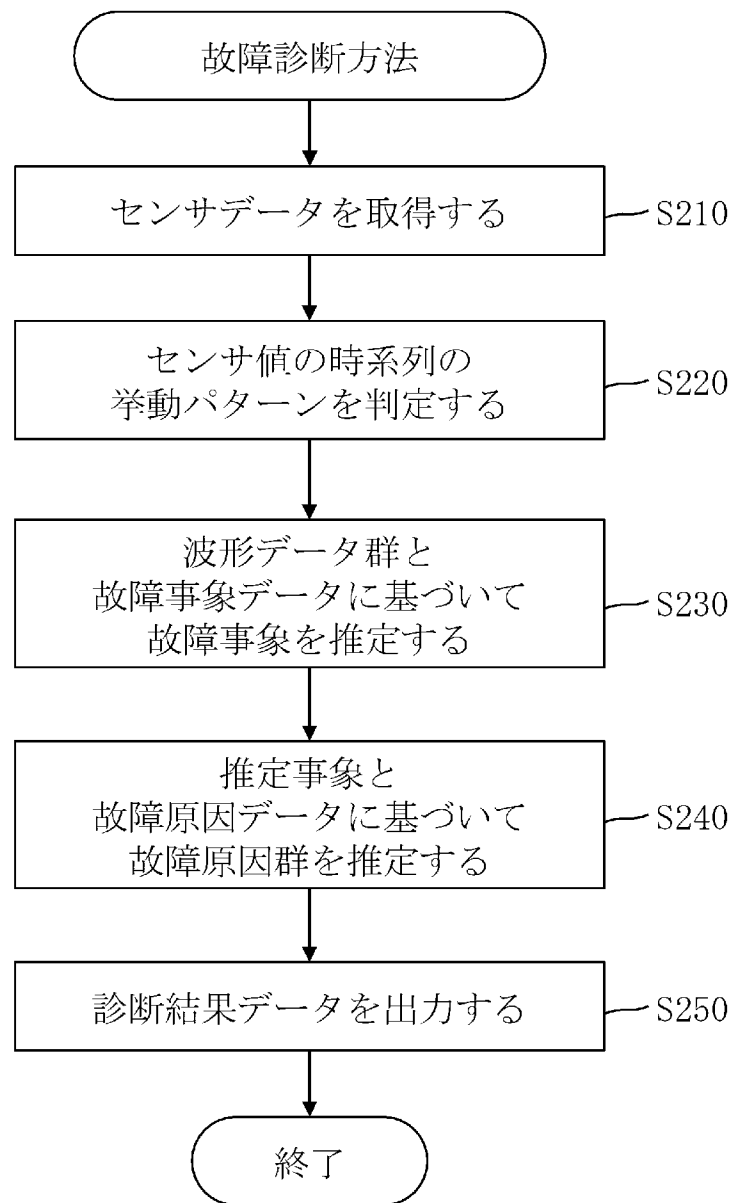 故障診断方法
センサデータを取得する
S210
センサ値の時系列の
挙動パターンを判定する
S220
波形データ群と
故障事象データに基づいて
故障事象を推定する
S230
推定事象と
故障原因データに基づいて
故障原因群を推定する
S240
診断結果データを出力する
S250
終了